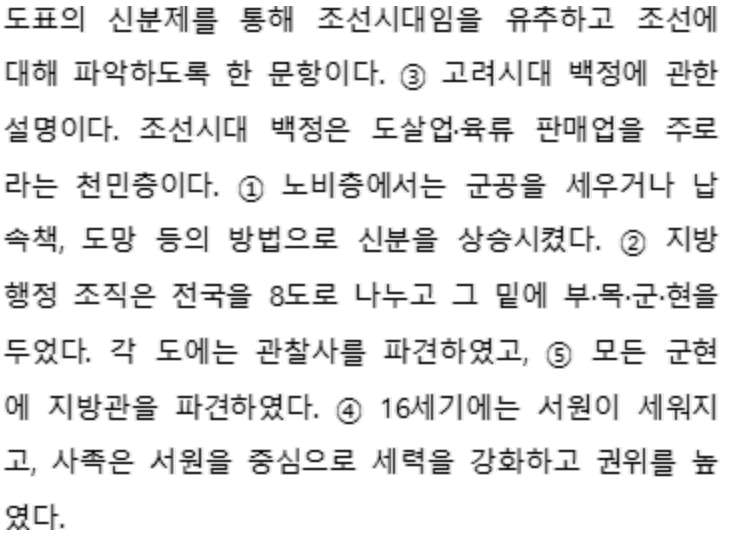 도표의 신분제를 통해 조선시대임을 유추하고 조선에
대해 파악하도록 한 문항이다. ③ 고려시대 백정에 관한
설명이다. 조선시대 백정은 도살업·육류 판매업을 주로
라는 천민층이다. ① 노비층에서는 군공을 세우거나 납
속책, 도망 등의 방법으로 신분을 상승시켰다. ② 지방
행정 조직은 전국을 8도로 나누고 그 밑에 부·목·군·현을
두었다. 각 도에는 관찰사를 파견하였고, ⑤ 모든 군현
에 지방관을 파견하였다. ④ 16세기에는 서원이 세워지
고, 사족은 서원을 중심으로 세력을 강화하고 권위를 높
였다.